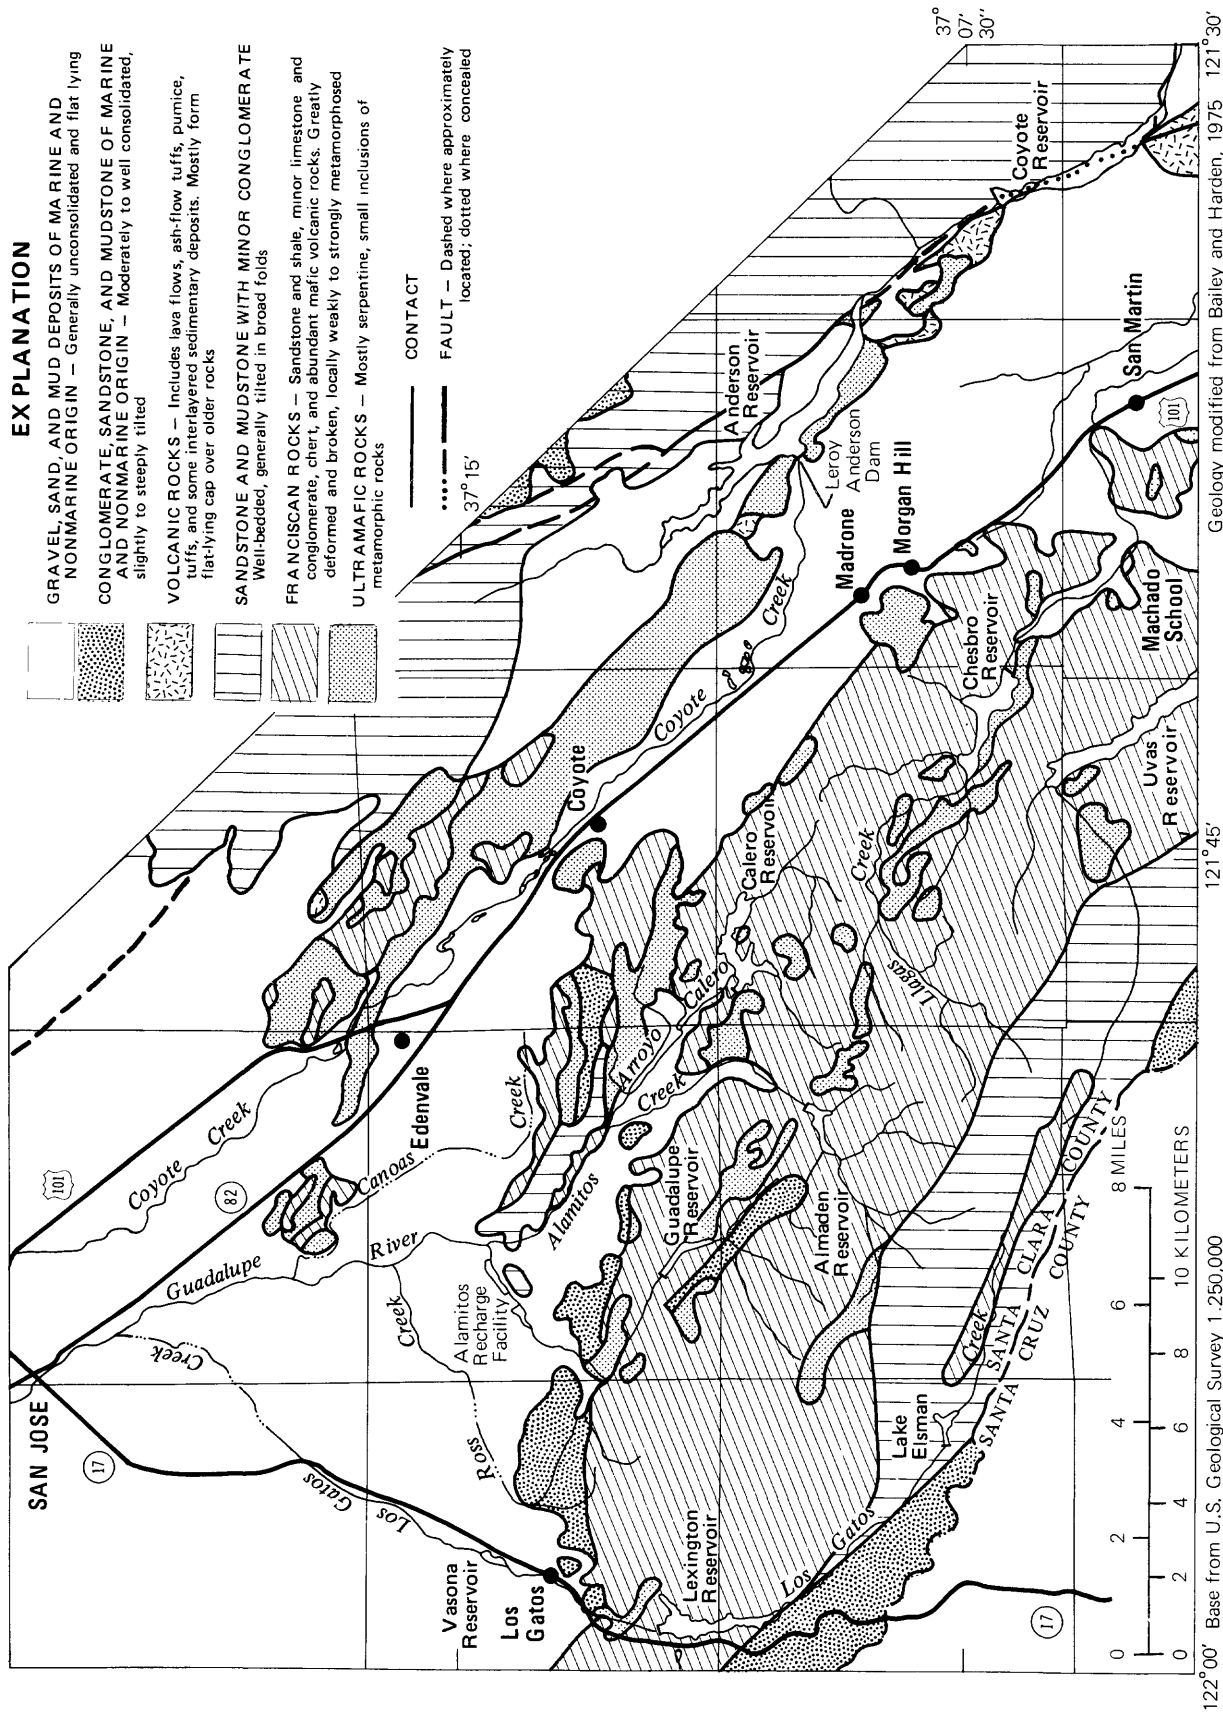 EXPLANATION
GRAVEL, SAND, AND MUD DEPOSITS OF MARINE AND
NONMARINE ORIGIN – Generally unconsolidated and flat lying
CONGLOMERATE, SANDSTONE, AND MUDSTONE OF MARINE
AND NONMARINE ORIGIN – Moderately to well consolidated,
slightly to steeply tilted
VOLCANIC ROCKS – Includes lava flows, ash-flow tuffs, pumice,
tuffs, and some interlayered sedimentary deposits. Mostly form
flat-lying cap over older rocks
SANDSTONE AND MUDSTONE WITH MINOR CONGLOMERATE
Well-bedded, generally tilted in broad folds
FRANCISCAN ROCKS – Sandstone and shale, minor limestone and
conglomerate, chert, and abundant mafic volcanic rocks. Greatly
deformed and broken, locally weakly to strongly metamorphosed
ULTRAMAFIC ROCKS – Mostly serpentine, small inclusions of
metamorphic rocks
CONTACT
FAULT – Dashed where approximately
located; dotted where concealed
37° 15'
37°
07'
30"
SAN JOSE
17
101
82
Coyote
Creek
Guadalupe
River
Creek
Los
Gatos
Canoas
Creek
Edenvale
Ross
Creek
Alamitos
Recharge
Facility
Vasona
Reservoir
Los
Gatos
Alamitos
Creek
Arroyo
Calero
Coyote
Coyote
Creek
Calero
Reservoir
Guadalupe
Reservoir
Almaden
Reservoir
Lexington
Reservoir
Los
Gatos
Creek
Lake
Elsman
Llagas
Creek
Chesbro
Reservoir
Uvas
Reservoir
Machado
School
Madrone
Morgan Hill
San Martin
101
Leroy
Anderson
Dam
Anderson
Reservoir
Coyote
Reservoir
SANTA CLARA COUNTY
SANTA CRUZ COUNTY
17
0 2 4 6 8 MILES
0 2 4 6 8 10 KILOMETERS
122°00'
121°45'
121°30'
Base from U.S. Geological Survey 1:250,000
Geology modified from Bailey and Harden, 1975